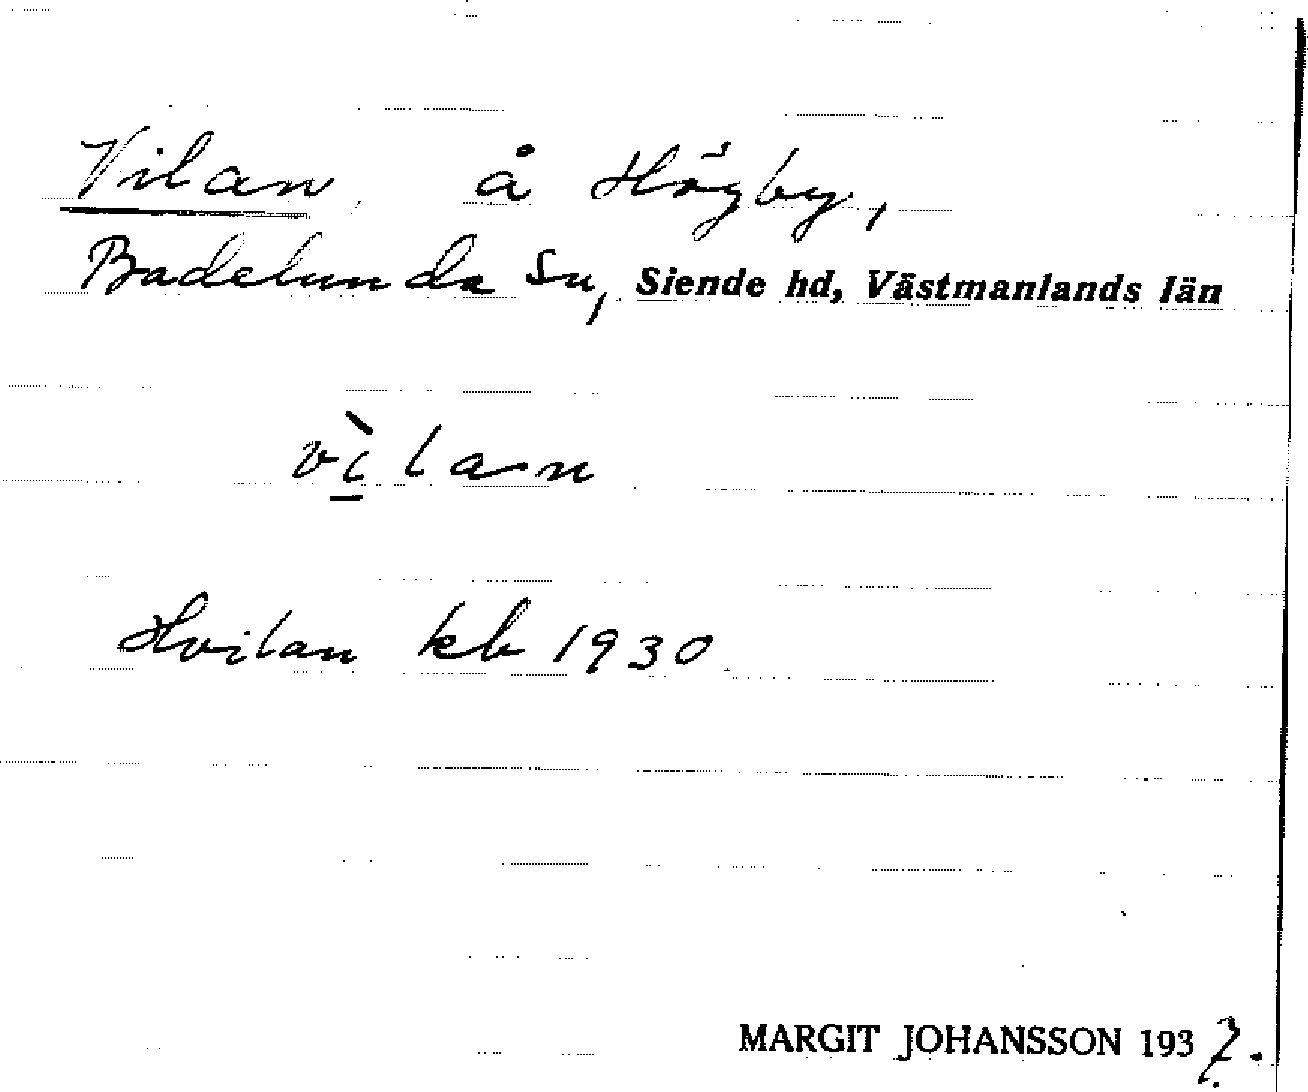 Vilan, å Högby,
Badelunda sn, Siende hd, Västmanlands län
vìlan
Hvilan kb 1930
MARGIT JOHANSSON 193